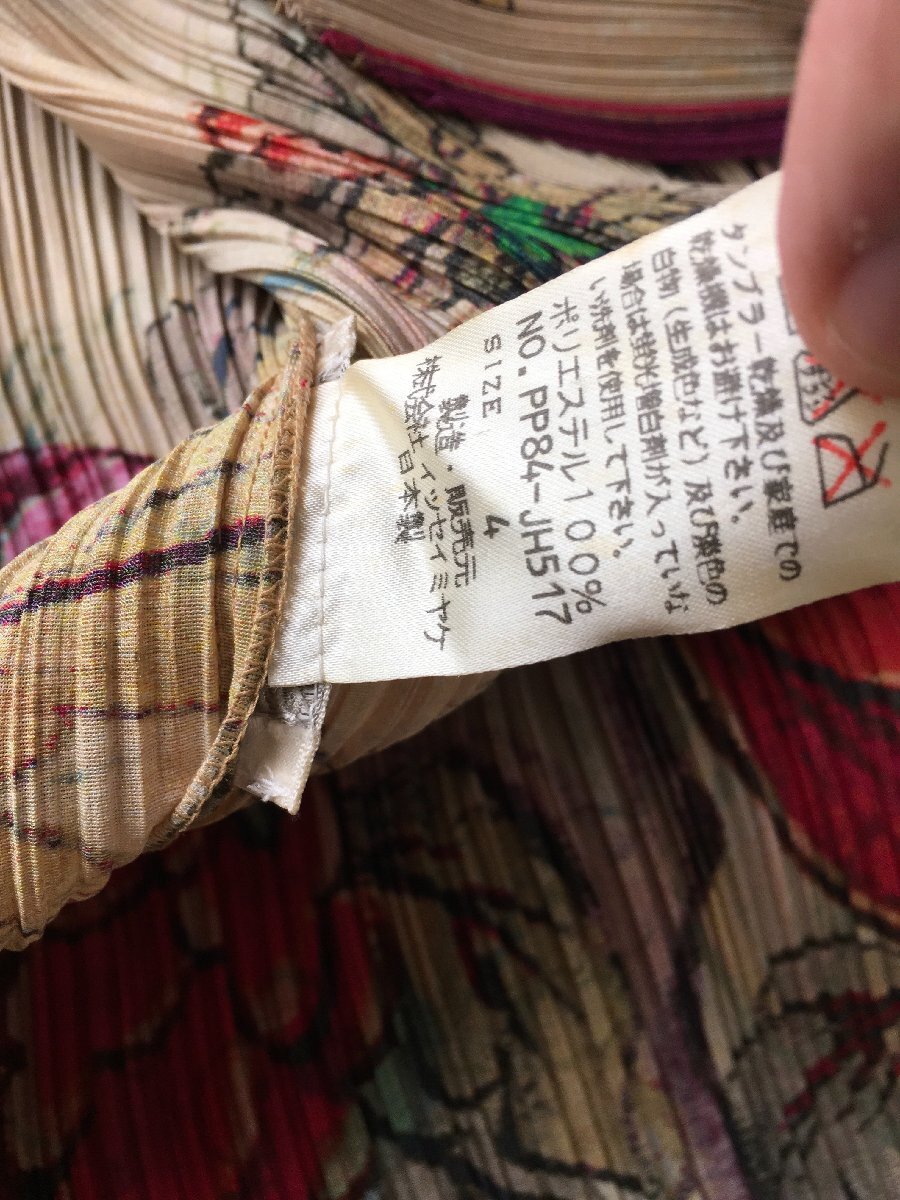 タンブラー乾燥及び家庭での
乾燥機はお避け下さい。
白物(生成色など)及び淡色の
場合は蛍光増白剤が入っていな
い洗剤を使用して下さい。
ポリエステル100%
NO.PP84-JH517
SIZE 4
製造・販売元
株式会社イッセイミヤケ
日本製